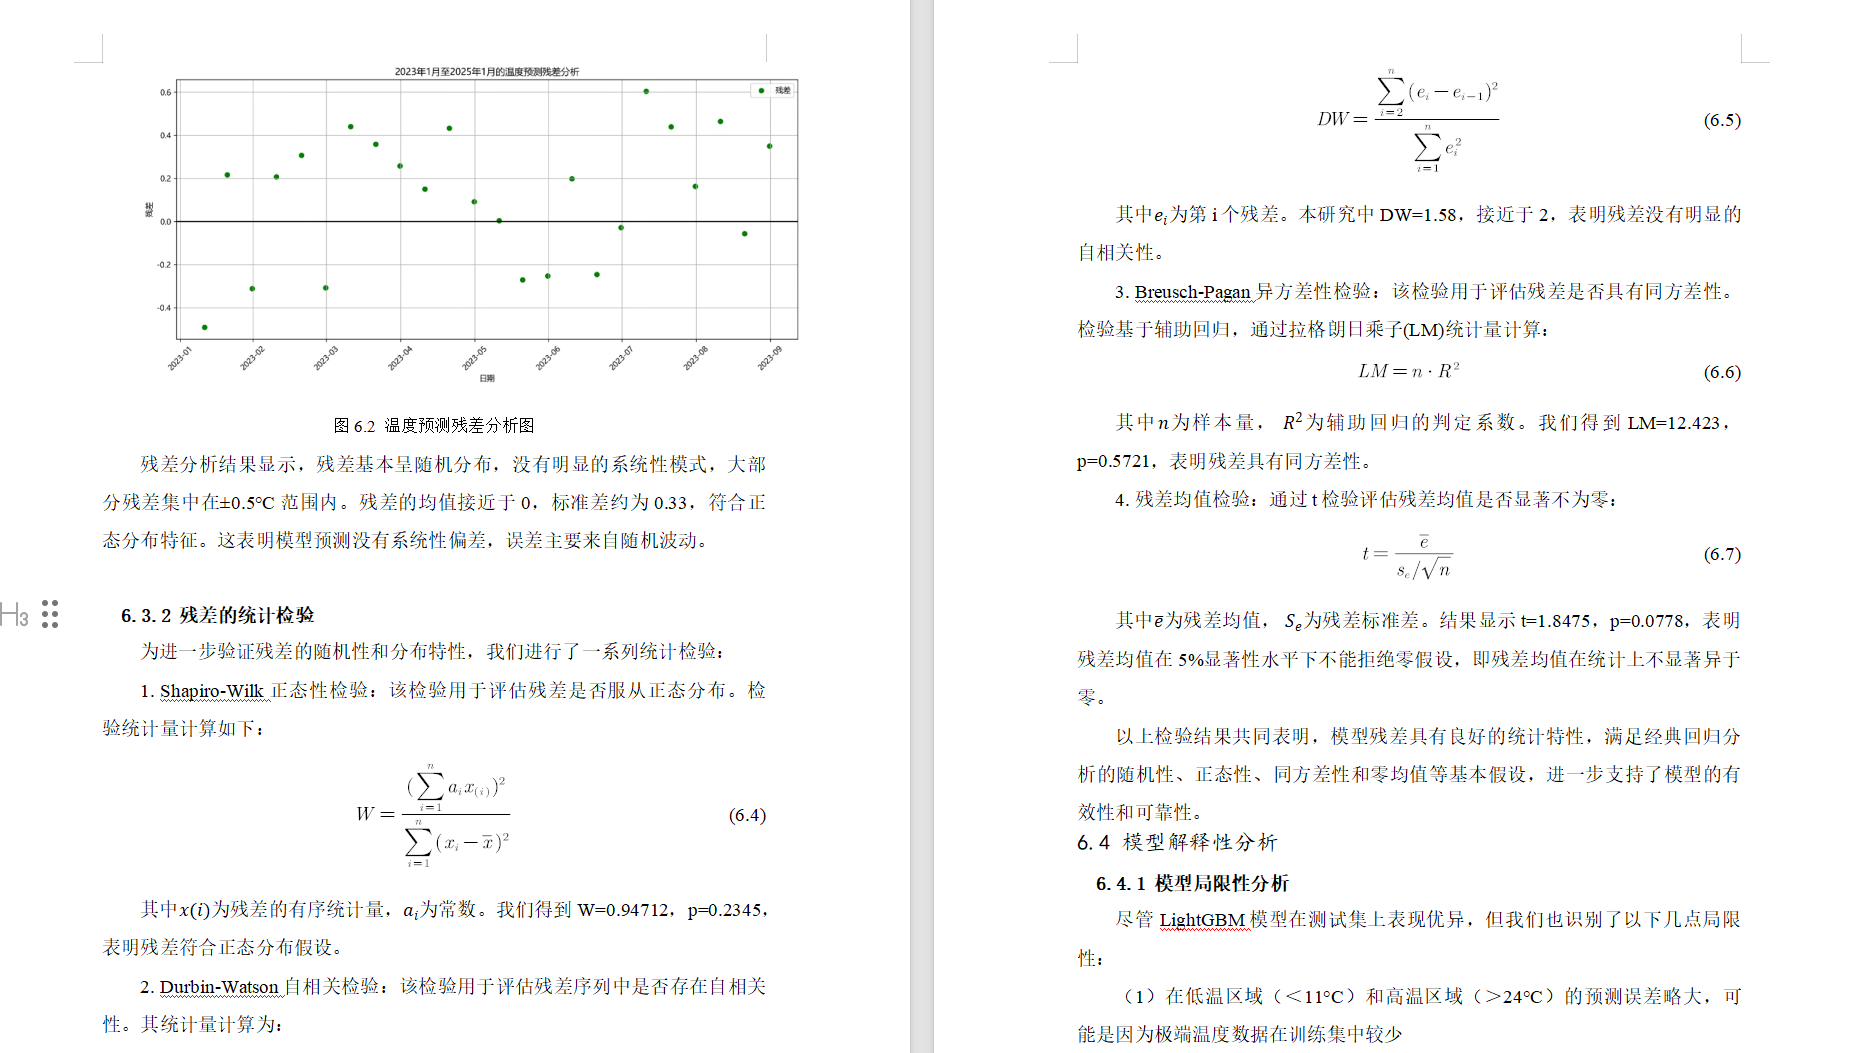 2023年1月至2025年1月的温度预测残差分析
残差
0.6
0.4
0.2
0.0
-0.2
-0.4
残差
2023-01
2023-02
2023-03
2023-04
2023-05
2023-06
2023-07
2023-08
2023-09
日期
图 6.2 温度预测残差分析图
残差分析结果显示，残差基本呈随机分布，没有明显的系统性模式，大部
分残差集中在±0.5°C 范围内。残差的均值接近于 0，标准差约为 0.33，符合正
态分布特征。这表明模型预测没有系统性偏差，误差主要来自随机波动。
H3
6.3.2 残差的统计检验
为进一步验证残差的随机性和分布特性，我们进行了一系列统计检验：
1. Shapiro-Wilk 正态性检验：该检验用于评估残差是否服从正态分布。检
验统计量计算如下：
W = (∑_{i=1}^{n} a_i x_{(i)})² / ∑_{i=1}^{n} (x_i − x̄)² (6.4)
其中x(i)为残差的有序统计量，a_i为常数。我们得到 W=0.94712，p=0.2345，
表明残差符合正态分布假设。
2. Durbin-Watson 自相关检验：该检验用于评估残差序列中是否存在自相关
性。其统计量计算为：
DW = ∑_{i=2}^{n} (e_i − e_{i−1})² / ∑_{i=1}^{n} e_i² (6.5)
其中e_i为第 i 个残差。本研究中 DW=1.58，接近于 2，表明残差没有明显的
自相关性。
3. Breusch-Pagan 异方差性检验：该检验用于评估残差是否具有同方差性。
检验基于辅助回归，通过拉格朗日乘子(LM)统计量计算：
LM = n · R² (6.6)
其中n为样本量，R²为辅助回归的判定系数。我们得到 LM=12.423，
p=0.5721，表明残差具有同方差性。
4. 残差均值检验：通过 t 检验评估残差均值是否显著不为零：
t = ē / (s_e/√n) (6.7)
其中ē为残差均值，S_e为残差标准差。结果显示 t=1.8475，p=0.0778，表明
残差均值在 5%显著性水平下不能拒绝零假设，即残差均值在统计上不显著异于
零。
以上检验结果共同表明，模型残差具有良好的统计特性，满足经典回归分
析的随机性、正态性、同方差性和零均值等基本假设，进一步支持了模型的有
效性和可靠性。
6.4 模型解释性分析
6.4.1 模型局限性分析
尽管 LightGBM 模型在测试集上表现优异，但我们也识别了以下几点局限
性：
（1）在低温区域（＜11°C）和高温区域（＞24°C）的预测误差略大，可
能是因为极端温度数据在训练集中较少